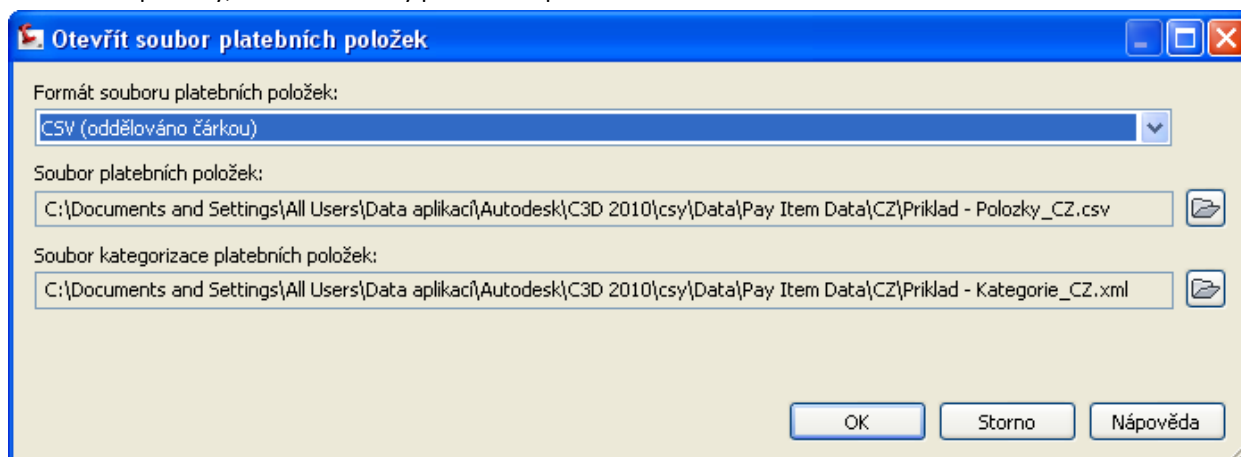 Otevřít soubor platebních položek
Formát souboru platebních položek:
CSV (oddělováno čárkou)
Soubor platebních položek:
C:\Documents and Settings\All Users\Data aplikací\Autodesk\C3D 2010\csy\Data\Pay Item Data\CZ\Priklad - Polozky_CZ.csv
Soubor kategorizace platebních položek:
C:\Documents and Settings\All Users\Data aplikací\Autodesk\C3D 2010\csy\Data\Pay Item Data\CZ\Priklad - Kategorie_CZ.xml
OK Storno Nápověda